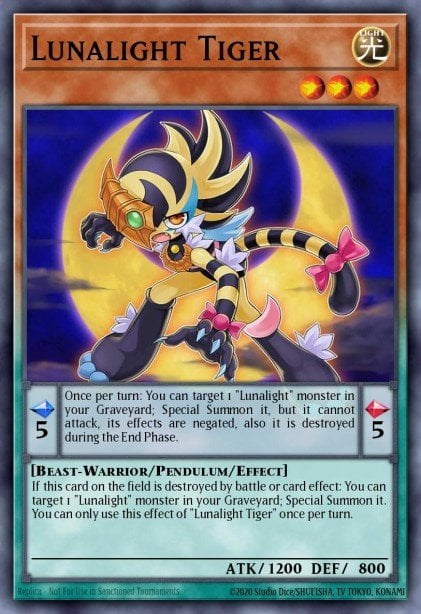 Lunalight Tiger
LIGHT
光
Once per turn: You can target 1 "Lunalight" monster in
your Graveyard; Special Summon it, but it cannot
attack, its effects are negated, also it is destroyed
during the End Phase.
5
5
[Beast-Warrior/Pendulum/Effect]
If this card on the field is destroyed by battle or card effect: You can
target 1 "Lunalight" monster in your Graveyard; Special Summon it.
You can only use this effect of "Lunalight Tiger" once per turn.
ATK/ 1200 DEF/ 800
Replica - Not For Use in Sanctioned Tournaments
©2020 Studio Dice/SHUEISHA, TV TOKYO, KONAMI